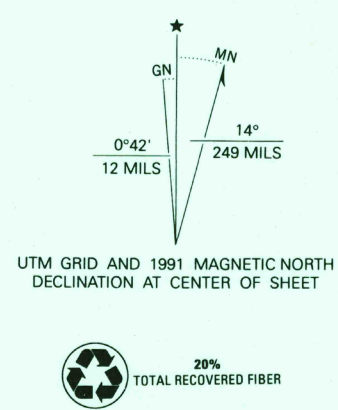 ★
MN
GN
0°42'
12 MILS
14°
249 MILS
UTM GRID AND 1991 MAGNETIC NORTH
DECLINATION AT CENTER OF SHEET
20%
TOTAL RECOVERED FIBER